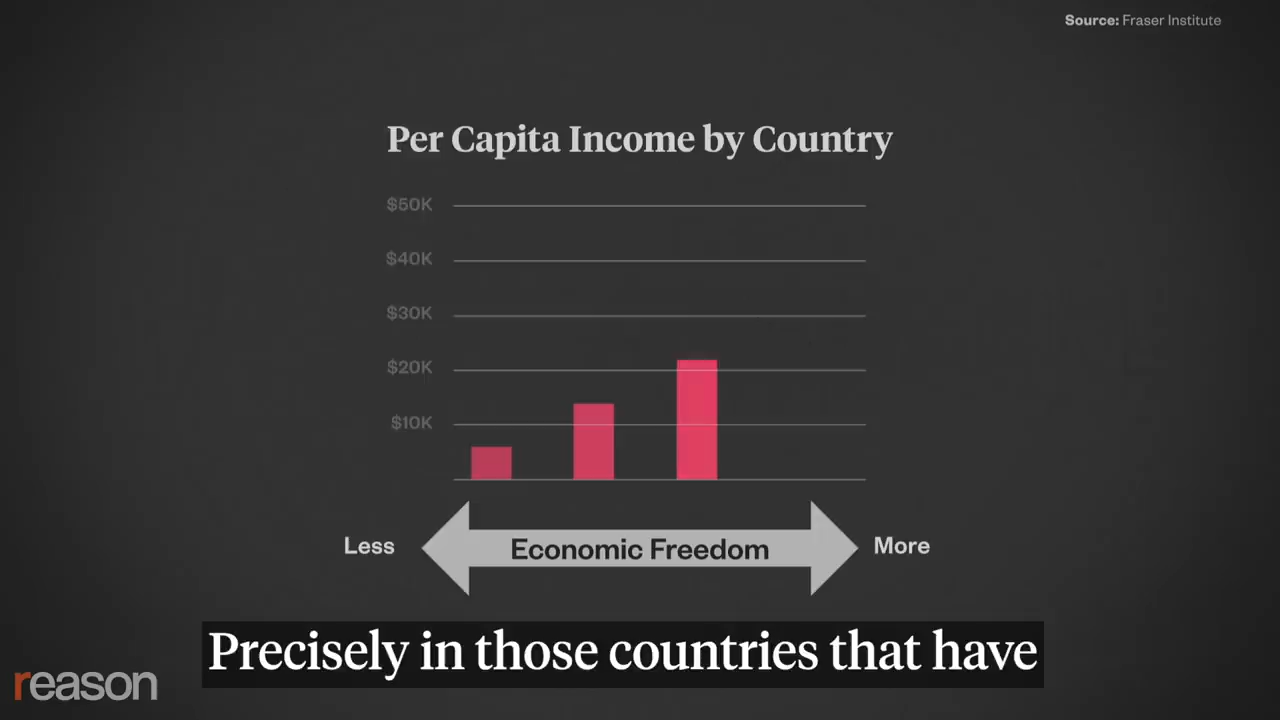 Source: Fraser Institute
Per Capita Income by Country
$50K
$40K
$30K
$20K
$10K
Less
Economic Freedom
More
Precisely in those countries that have
reason